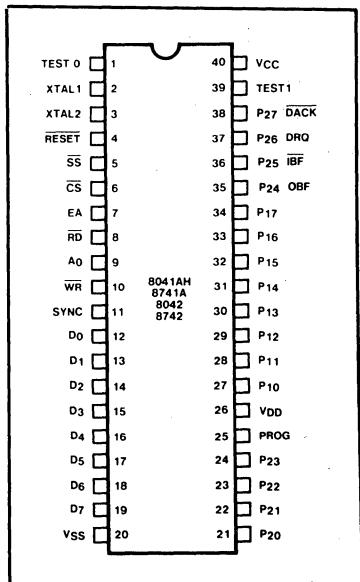 TEST 0 1 40 VCC
XTAL1 2 39 TEST1
XTAL2 3 38 P27 DACK
RESET 4 37 P26 DRQ
SS 5 36 P25 IBF
CS 6 35 P24 OBF
EA 7 34 P17
RD 8 33 P16
A0 9 32 P15
WR 10 31 P14
SYNC 11 30 P13
D0 12 29 P12
D1 13 28 P11
D2 14 27 P10
D3 15 26 VDD
D4 16 25 PROG
D5 17 24 P23
D6 18 23 P22
D7 19 22 P21
VSS 20 21 P20
8041AH
8741A
8042
8742